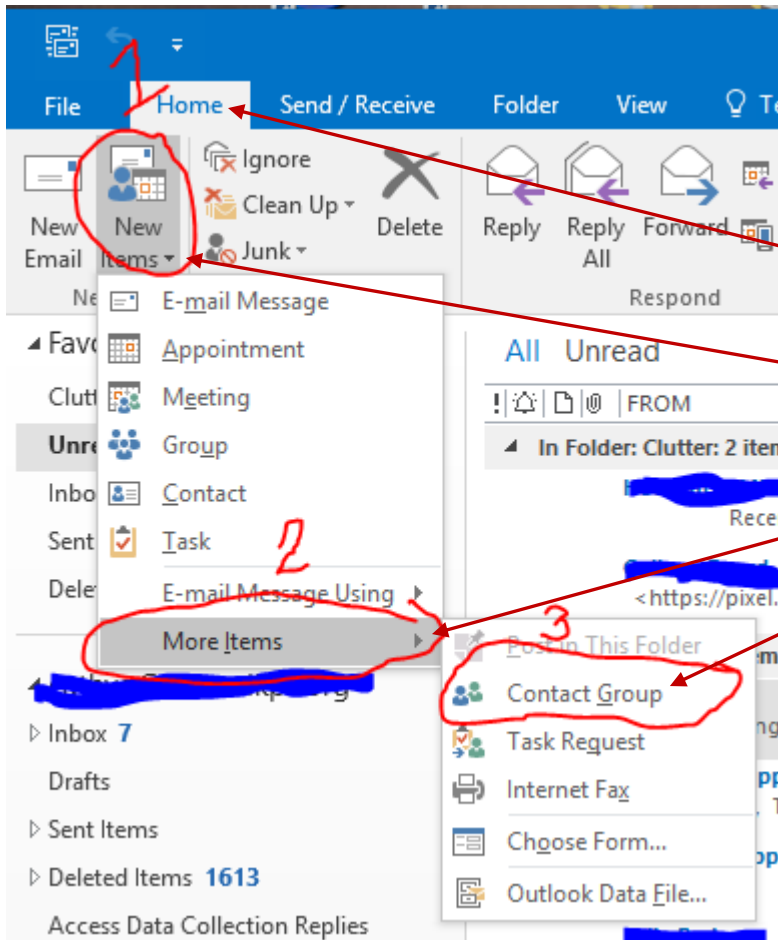 1
File Home Send / Receive Folder View
New Email
New Items
Ignore
Clean Up
Junk
Delete
Reply
Reply All
Forward
Respond
E-mail Message
Appointment
Meeting
Group
Contact
Task
2
E-mail Message Using
More Items
3
Post in This Folder
Contact Group
Task Request
Internet Fax
Choose Form...
Outlook Data File...
Inbox 7
Drafts
Sent Items
Deleted Items 1613
Access Data Collection Replies
All Unread
! FROM
In Folder: Clutter: 2
<https://pixel.